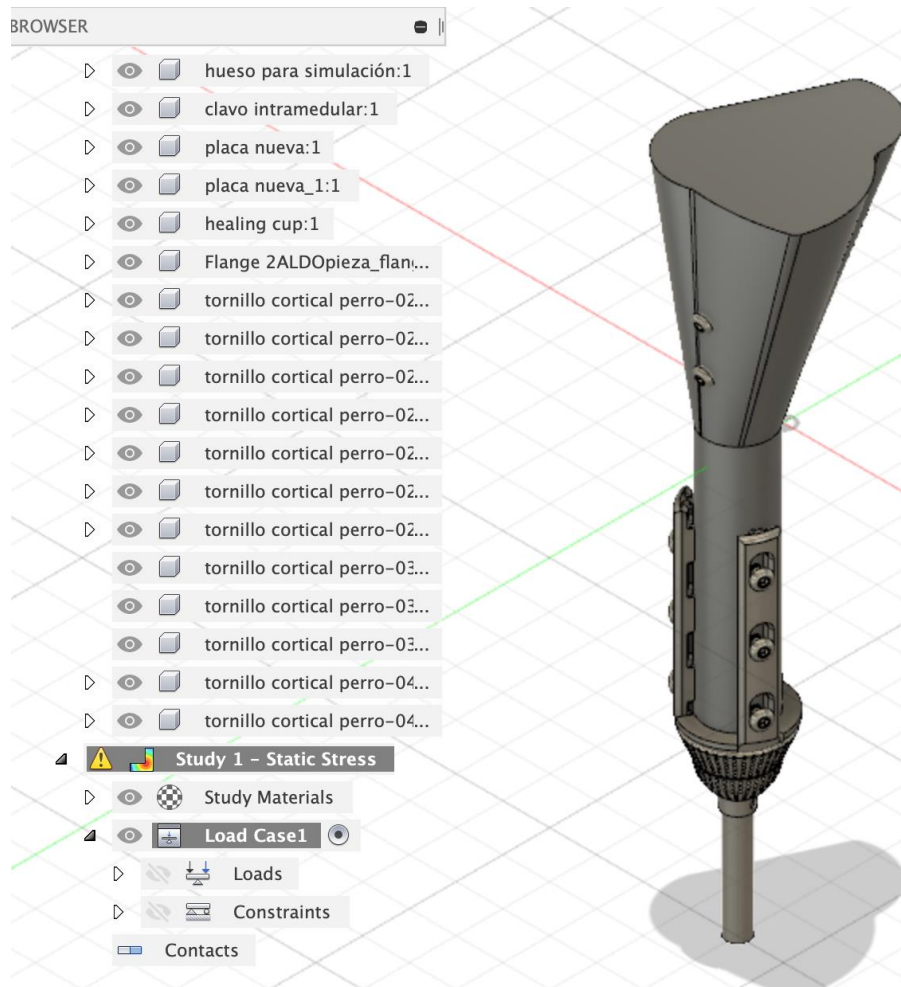 BROWSER
hueso para simulación:1
clavo intramedular:1
placa nueva:1
placa nueva_1:1
healing cup:1
Flange 2ALDOpieza_flang...
tornillo cortical perro-02...
tornillo cortical perro-02...
tornillo cortical perro-02...
tornillo cortical perro-02...
tornillo cortical perro-02...
tornillo cortical perro-02...
tornillo cortical perro-02...
tornillo cortical perro-03...
tornillo cortical perro-03...
tornillo cortical perro-03...
tornillo cortical perro-04...
tornillo cortical perro-04...
Study 1 - Static Stress
Study Materials
Load Case1
Loads
Constraints
Contacts